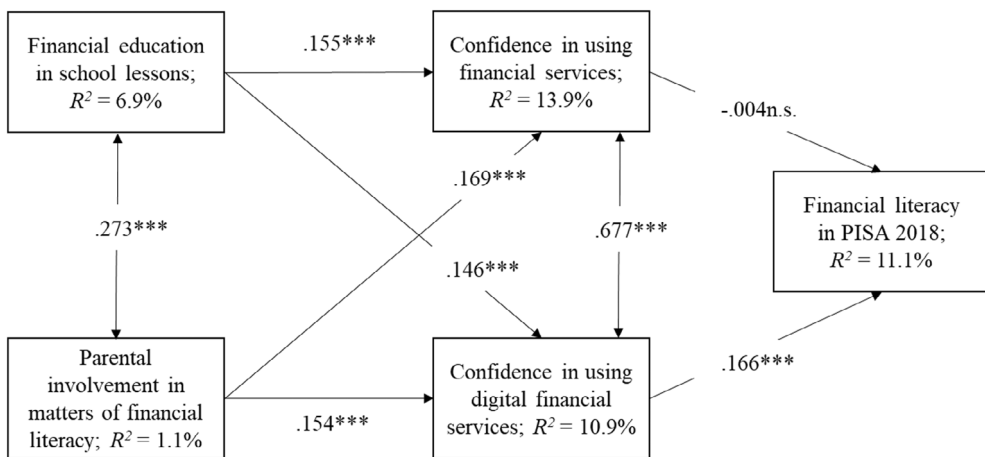 Financial education
in school lessons;
R² = 6.9%
.155***
Confidence in using
financial services;
R² = 13.9%
-.004n.s.
.169***
.273***
.677***
Financial literacy
in PISA 2018;
R² = 11.1%
.146***
Parental
involvement in
matters of financial
literacy; R² = 1.1%
.154***
Confidence in using
digital financial
services; R² = 10.9%
.166***